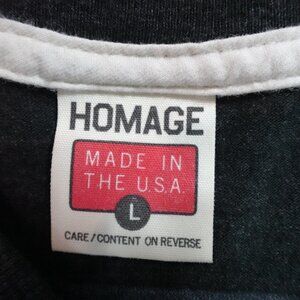 HOMAGE
MADE IN
THE U.S.A.
L
CARE/CONTENT ON REVERSE